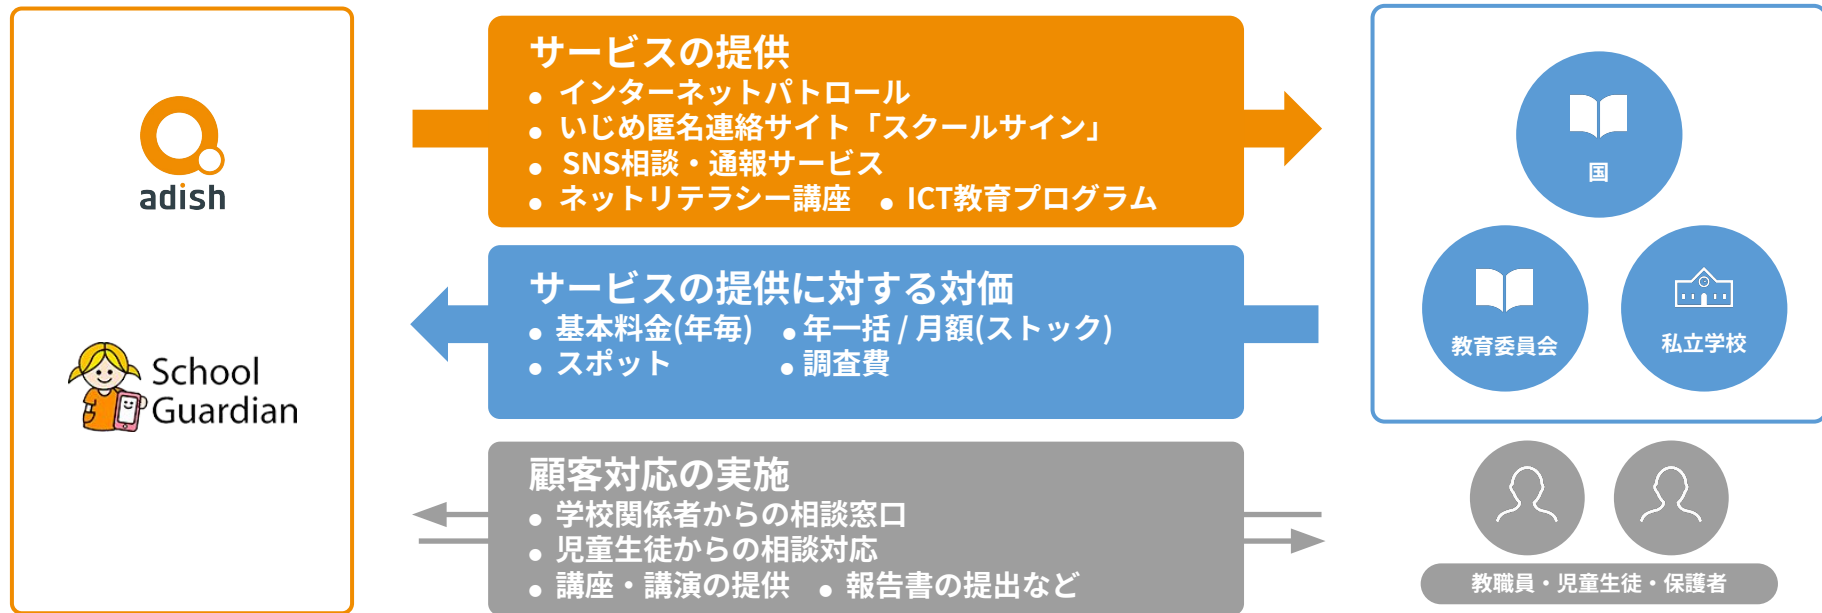 adish
School
Guardian
サービスの提供
● インターネットパトロール
● いじめ匿名連絡サイト「スクールサイン」
● SNS相談・通報サービス
● ネットリテラシー講座 ● ICT教育プログラム
サービスの提供に対する対価
● 基本料金(年毎) ● 年一括 / 月額(ストック)
● スポット ● 調査費
顧客対応の実施
● 学校関係者からの相談窓口
● 児童生徒からの相談対応
● 講座・講演の提供 ● 報告書の提出など
国
教育委員会
私立学校
教職員・児童生徒・保護者